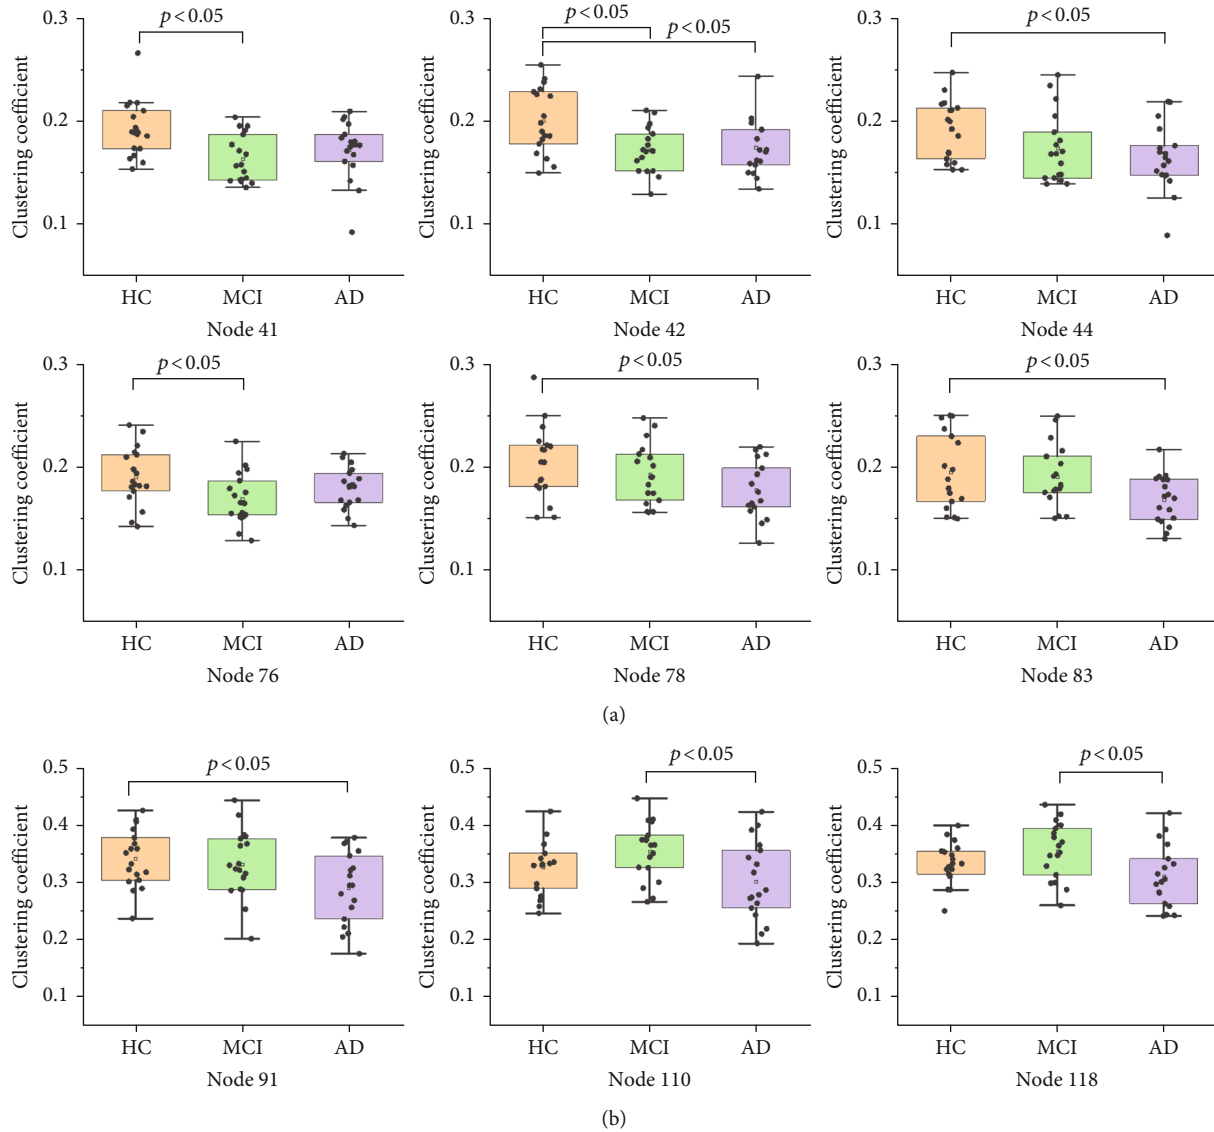 p < 0.05
p < 0.05
p < 0.05
p < 0.05
Clustering coefficient
0.3
0.2
0.1
HC MCI AD
Node 41
Clustering coefficient
0.3
0.2
0.1
HC MCI AD
Node 42
Clustering coefficient
0.3
0.2
0.1
HC MCI AD
Node 44
p < 0.05
p < 0.05
p < 0.05
Clustering coefficient
0.3
0.2
0.1
HC MCI AD
Node 76
Clustering coefficient
0.3
0.2
0.1
HC MCI AD
Node 78
Clustering coefficient
0.3
0.2
0.1
HC MCI AD
Node 83
(a)
p < 0.05
p < 0.05
p < 0.05
Clustering coefficient
0.5
0.4
0.3
0.2
0.1
HC MCI AD
Node 91
Clustering coefficient
0.5
0.4
0.3
0.2
0.1
HC MCI AD
Node 110
Clustering coefficient
0.5
0.4
0.3
0.2
0.1
HC MCI AD
Node 118
(b)